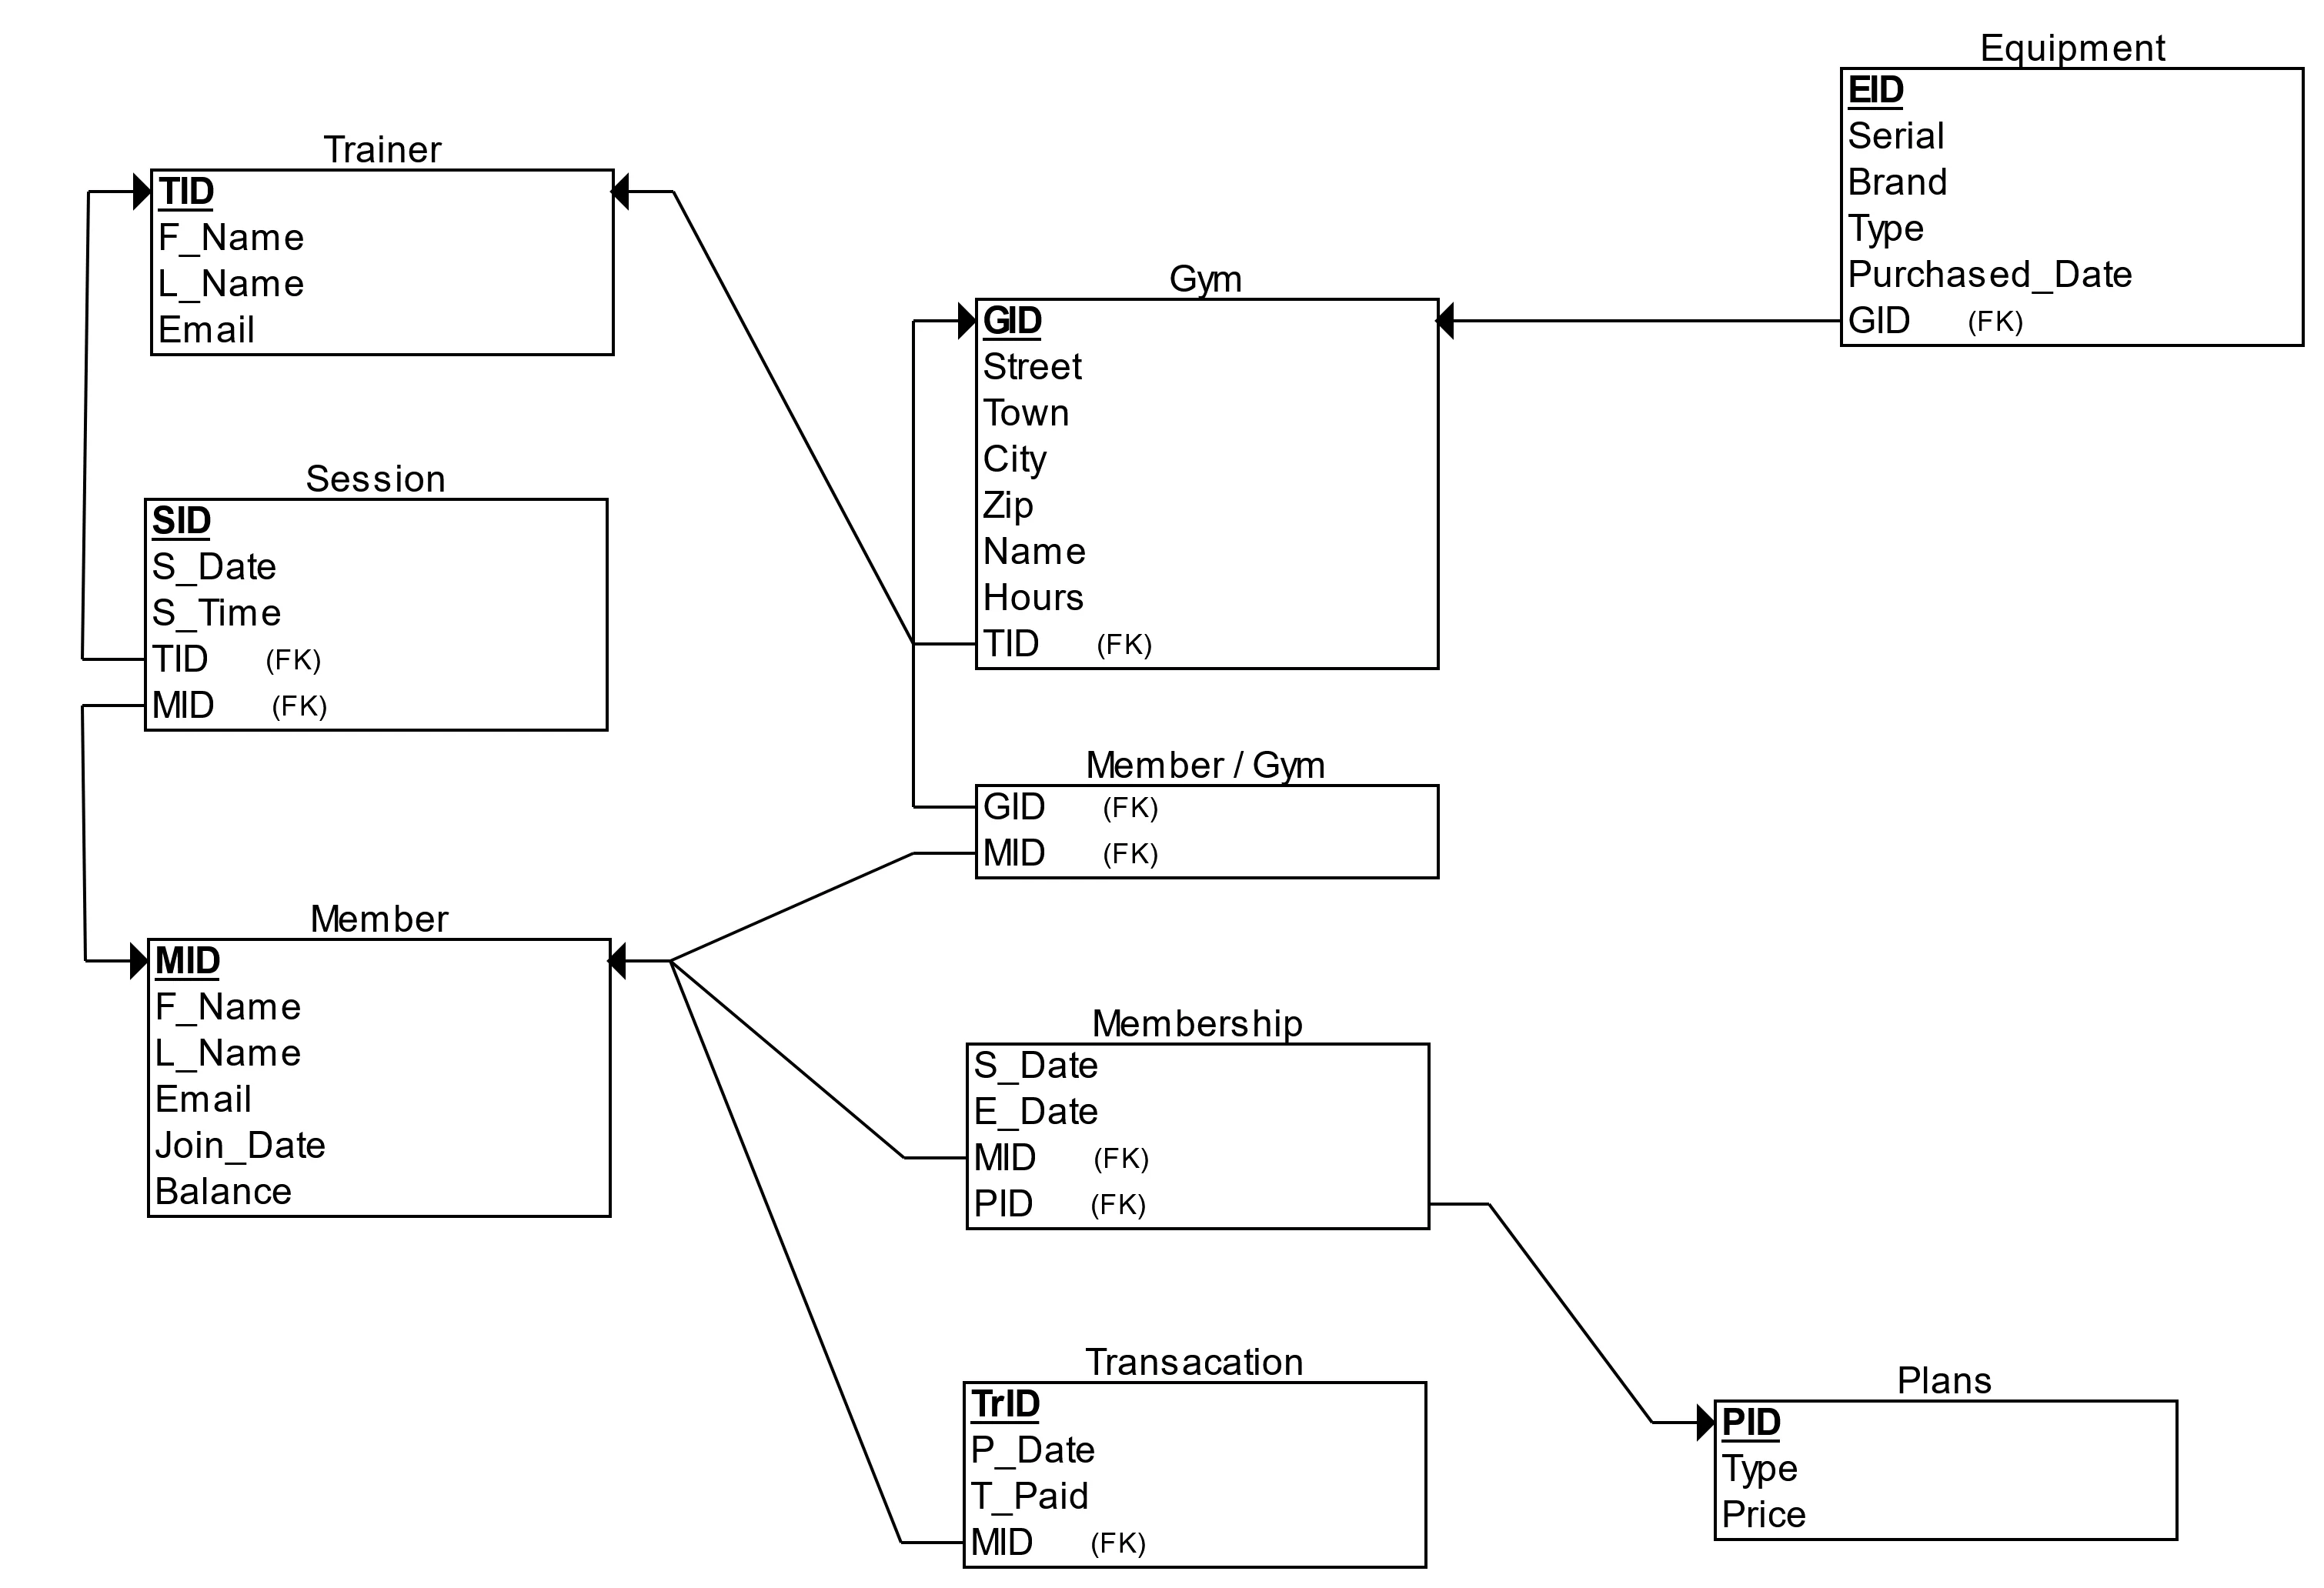 Equipment
EID
Serial
Brand
Type
Purchased_Date
GID (FK)
Trainer
TID
F_Name
L_Name
Email
Gym
GID
Street
Town
City
Zip
Name
Hours
TID (FK)
Session
SID
S_Date
S_Time
TID (FK)
MID (FK)
Member / Gym
GID (FK)
MID (FK)
Member
MID
F_Name
L_Name
Email
Join_Date
Balance
Membership
S_Date
E_Date
MID (FK)
PID (FK)
Transacation
TrID
P_Date
T_Paid
MID (FK)
Plans
PID
Type
Price